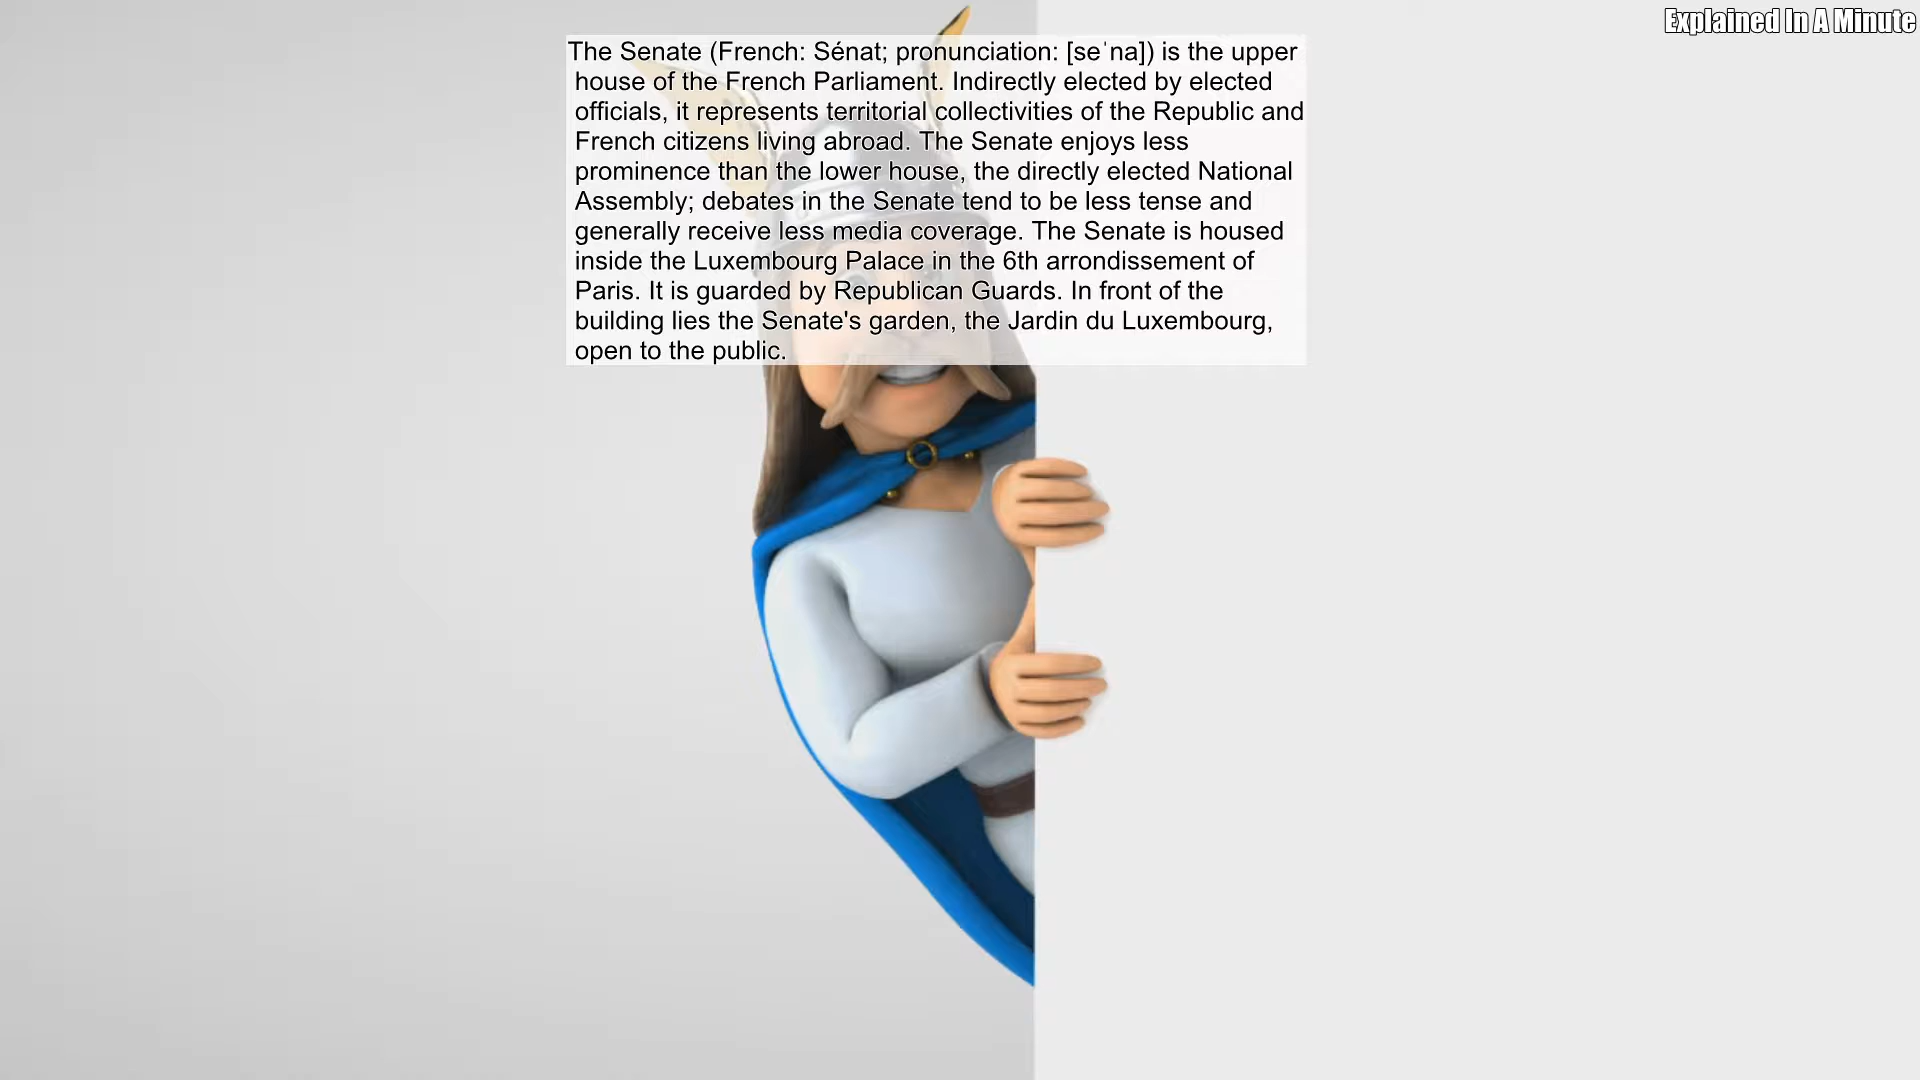 Explained In A Minute
The Senate (French: Sénat; pronunciation: [seˈna]) is the upper
house of the French Parliament. Indirectly elected by elected
officials, it represents territorial collectivities of the Republic and
French citizens living abroad. The Senate enjoys less
prominence than the lower house, the directly elected National
Assembly; debates in the Senate tend to be less tense and
generally receive less media coverage. The Senate is housed
inside the Luxembourg Palace in the 6th arrondissement of
Paris. It is guarded by Republican Guards. In front of the
building lies the Senate's garden, the Jardin du Luxembourg,
open to the public.